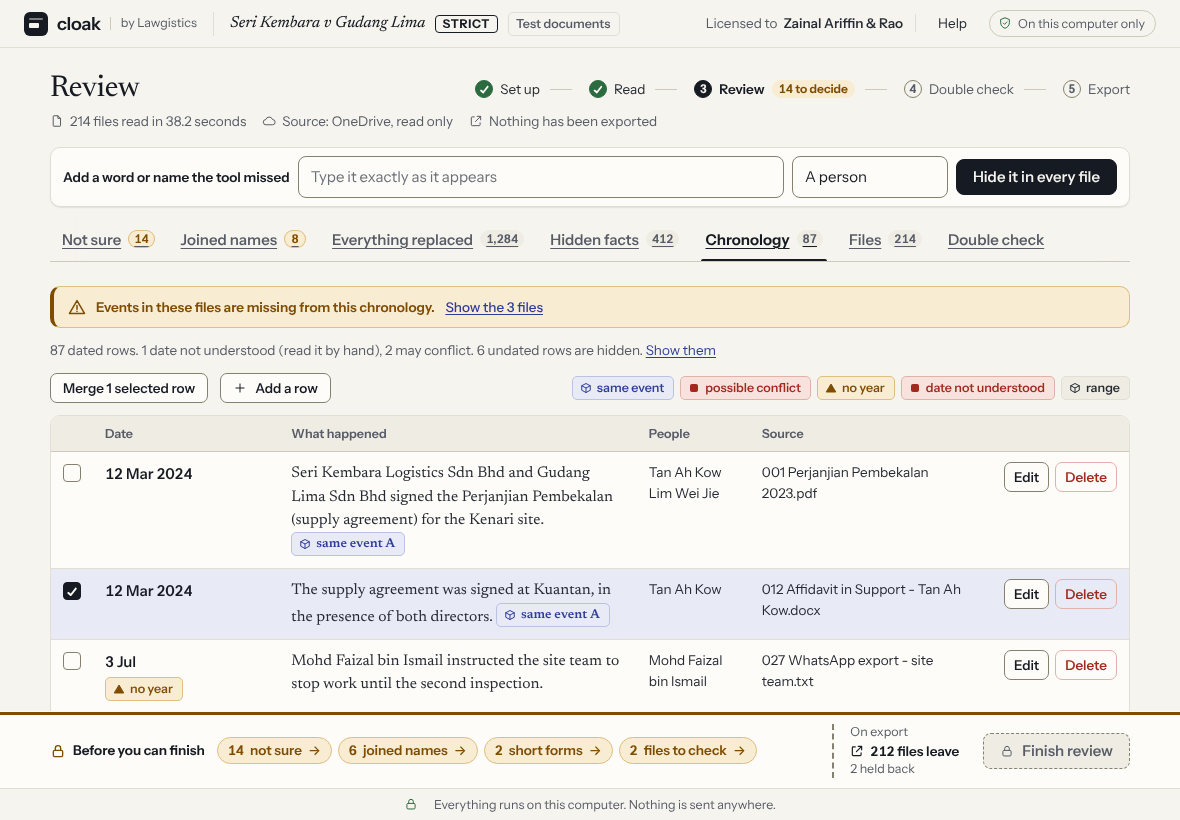 cloak by Lawgistics Seri Kembara v Gudang Lima STRICT Test documents Licensed to Zainal Ariffin & Rao Help On this computer only
Review
Set up Read 3 Review 14 to decide 4 Double check 5 Export
214 files read in 38.2 seconds Source: OneDrive, read only Nothing has been exported
Add a word or name the tool missed Type it exactly as it appears A person Hide it in every file
Not sure 14 Joined names 8 Everything replaced 1,284 Hidden facts 412 Chronology 87 Files 214 Double check
Events in these files are missing from this chronology. Show the 3 files
87 dated rows. 1 date not understood (read it by hand), 2 may conflict. 6 undated rows are hidden. Show them
Merge 1 selected row + Add a row same event possible conflict no year date not understood range
Date What happened People Source
12 Mar 2024 Seri Kembara Logistics Sdn Bhd and Gudang Tan Ah Kow 001 Perjanjian Pembekalan Edit Delete
Lima Sdn Bhd signed the Perjanjian Pembekalan Lim Wei Jie 2023.pdf
(supply agreement) for the Kenari site.
same event A
12 Mar 2024 The supply agreement was signed at Kuantan, in Tan Ah Kow 012 Affidavit in Support - Tan Ah Edit Delete
the presence of both directors. same event A Kow.docx
3 Jul Mohd Faizal bin Ismail instructed the site team to Mohd Faizal 027 WhatsApp export - site Edit Delete
no year stop work until the second inspection. bin Ismail team.txt
Before you can finish 14 not sure → 6 joined names → 2 short forms → 2 files to check → On export
212 files leave Finish review
2 held back
Everything runs on this computer. Nothing is sent anywhere.